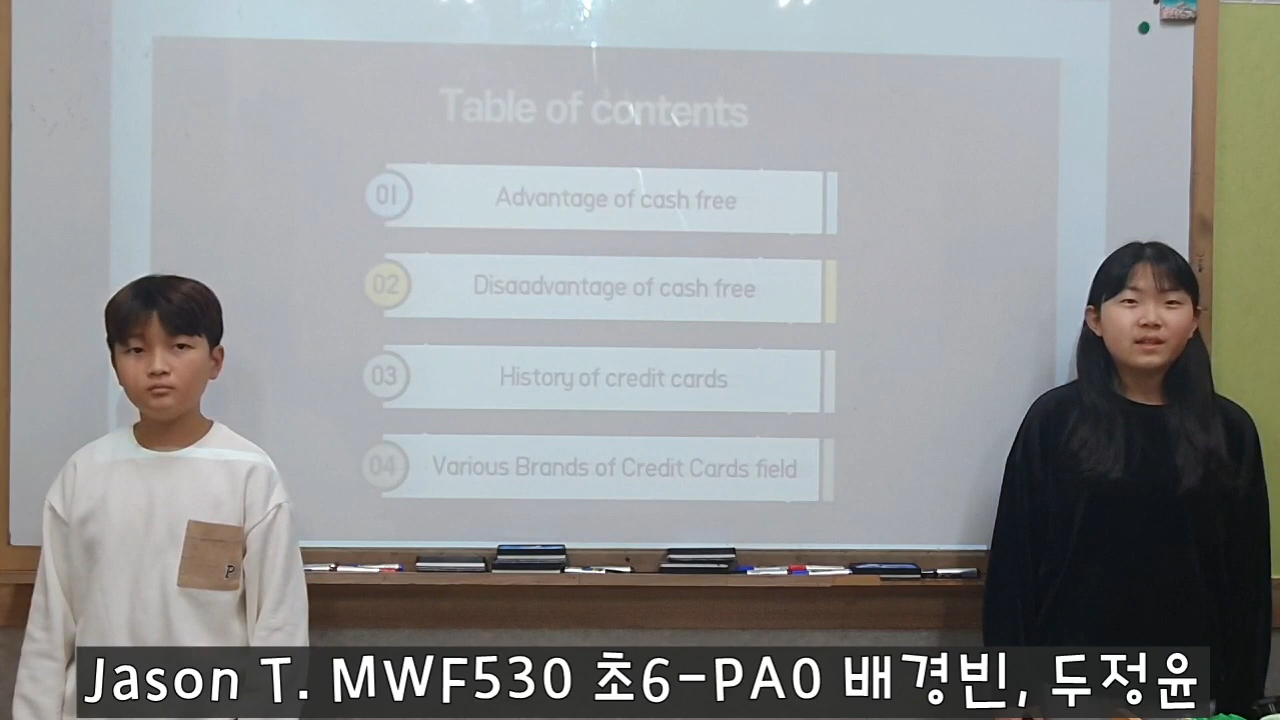 Table of contents
01 Advantage of cash free
02 Disaadvantage of cash free
03 History of credit cards
04 Various Brands of Credit Cards field
P
Jason T. MWF530 초6-PA0 배경빈, 두정윤